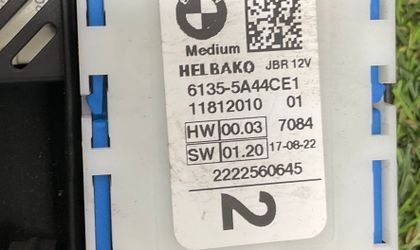 Medium
HELBAKO JBR 12V
6135-5A44CE1
11812010 01
HW 00.03 7084
SW 01.20 17-08-22
2222560645
2